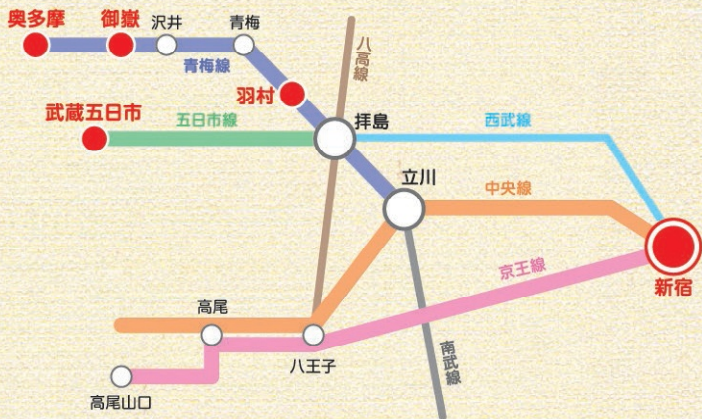 奥多摩
御嶽
沢井
青梅
八高線
青梅線
羽村
武蔵五日市
五日市線
拝島
西武線
立川
中央線
京王線
新宿
高尾
八王子
南武線
高尾山口